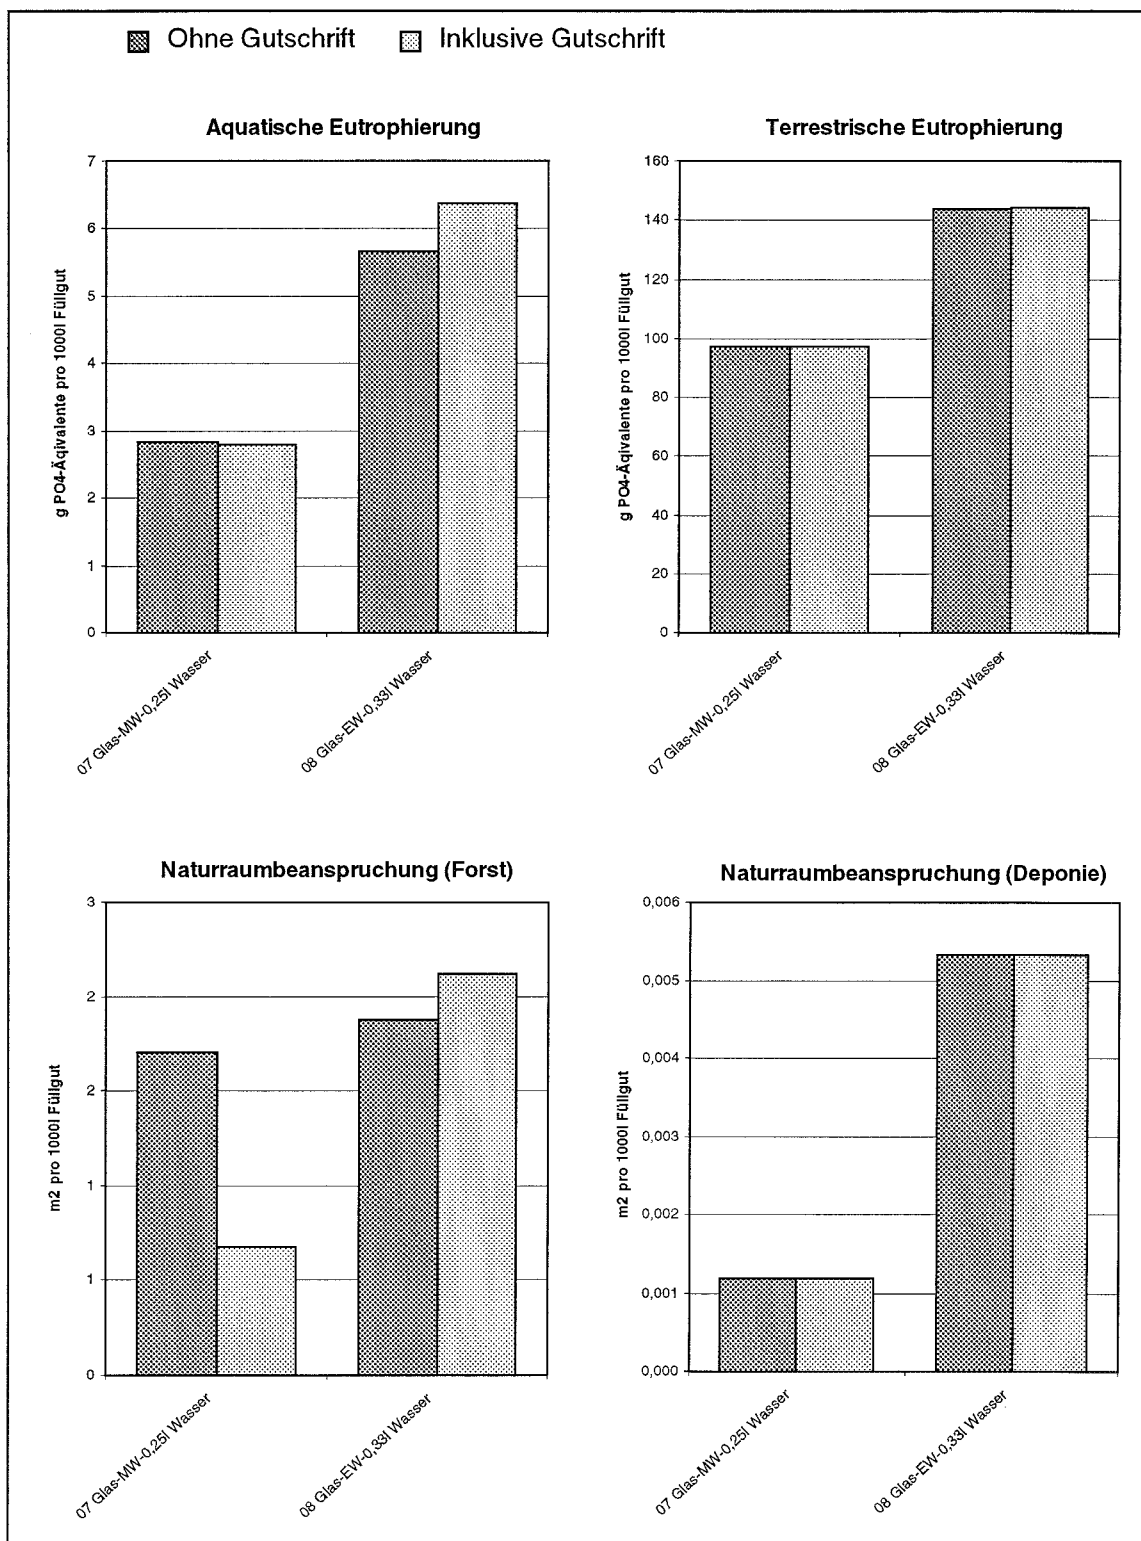 Ohne Gutschrift Inklusive Gutschrift
Aquatische Eutrophierung
g PO4-Äqivalente pro 1000l Füllgut
7
6
5
4
3
2
1
0
07 Glas-MW-0,25l Wasser
08 Glas-EW-0,33l Wasser
Terrestrische Eutrophierung
g PO4-Äqivalente pro 1000l Füllgut
160
140
120
100
80
60
40
20
0
07 Glas-MW-0,25l Wasser
08 Glas-EW-0,33l Wasser
Naturraumbeanspruchung (Forst)
m2 pro 1000l Füllgut
3
2
2
1
1
0
07 Glas-MW-0,25l Wasser
08 Glas-EW-0,33l Wasser
Naturraumbeanspruchung (Deponie)
m2 pro 1000l Füllgut
0,006
0,005
0,004
0,003
0,002
0,001
0,000
07 Glas-MW-0,25l Wasser
08 Glas-EW-0,33l Wasser